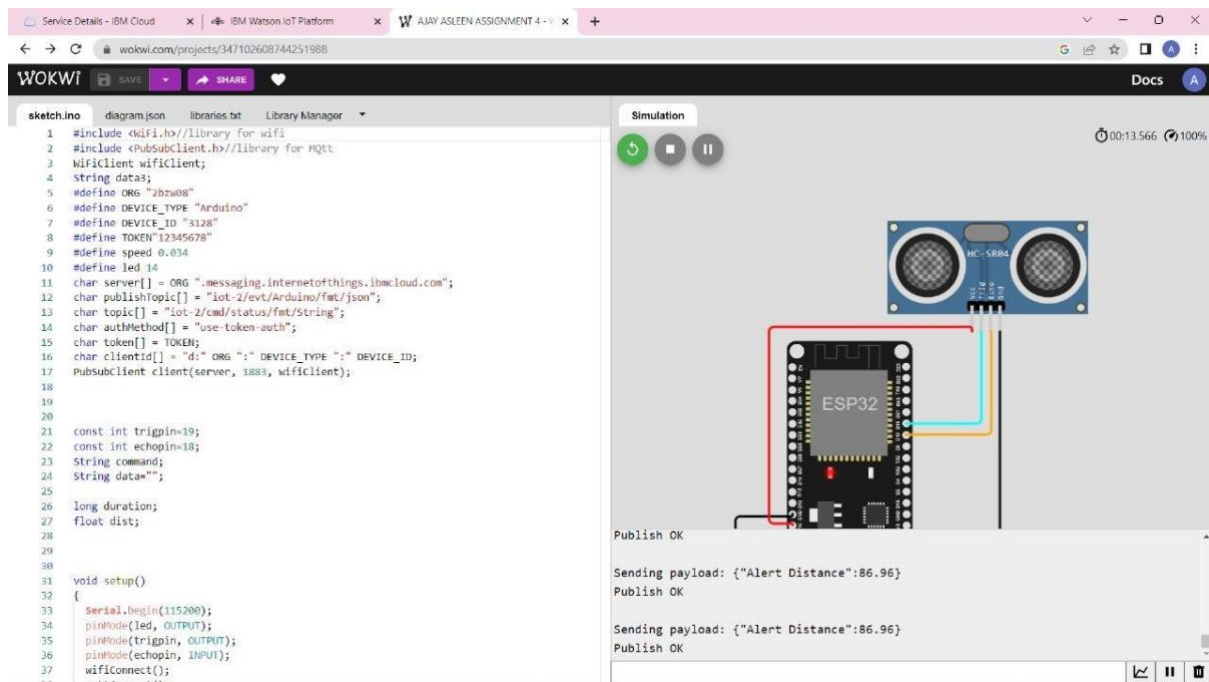 Service Details - IBM Cloud
IBM Watson IoT Platform
AJAY ASLEEN ASSIGNMENT 4 - W
wokwi.com/projects/347102608744251988
G
A
WOKWI
SAVE
SHARE
Docs
A
sketch.ino diagram.json libraries.txt Library Manager
1 #include <WiFi.h>//library for wifi
2 #include <PubSubClient.h>//library for MQtt
3 WiFiClient wifiClient;
4 String data3;
5 #define ORG "2bzw08"
6 #define DEVICE_TYPE "Arduino"
7 #define DEVICE_ID "3128"
8 #define TOKEN"12345678"
9 #define speed 0.034
10 #define led 14
11 char server[] = ORG ".messaging.internetofthings.ibmcloud.com";
12 char publishTopic[] = "iot-2/evt/Arduino/fmt/json";
13 char topic[] = "iot-2/cmd/status/fmt/String";
14 char authMethod[] = "use-token-auth";
15 char token[] = TOKEN;
16 char clientId[] = "d:" ORG ":" DEVICE_TYPE ":" DEVICE_ID;
17 PubSubClient client(server, 1883, wifiClient);
18
19
20
21 const int trigpin=19;
22 const int echopin=18;
23 String command;
24 String data="";
25
26 long duration;
27 float dist;
28
29
30
31 void setup()
32 {
33 Serial.begin(115200);
34 pinMode(led, OUTPUT);
35 pinMode(trigpin, OUTPUT);
36 pinMode(echopin, INPUT);
37 wifiConnect();
Simulation
00:13.566 100%
HC-SR04
Vcc
Trig
Echo
Gnd
ESP32
Publish OK
Sending payload: {"Alert Distance":86.96}
Publish OK
Sending payload: {"Alert Distance":86.96}
Publish OK